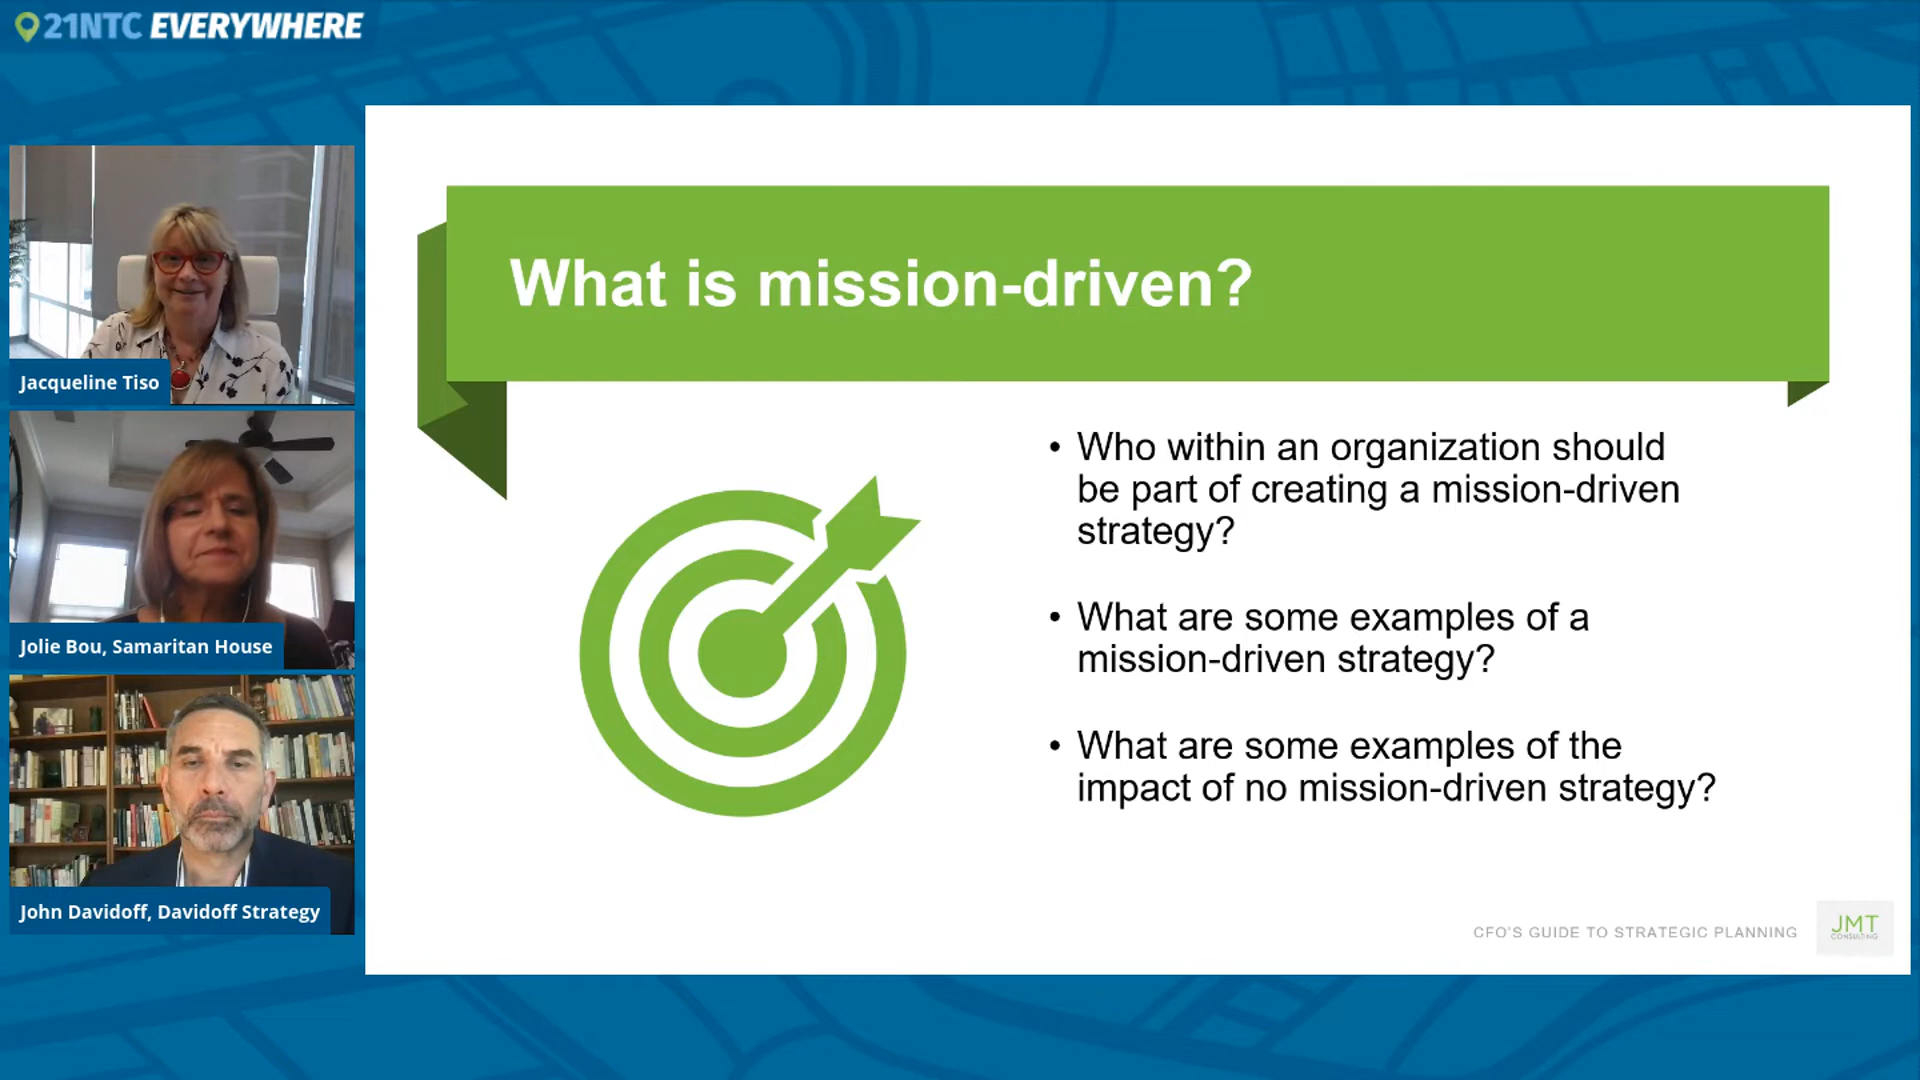 21NTC EVERYWHERE
Jacqueline Tiso
Jolie Bou, Samaritan House
John Davidoff, Davidoff Strategy
What is mission-driven?
• Who within an organization should
be part of creating a mission-driven
strategy?
• What are some examples of a
mission-driven strategy?
• What are some examples of the
impact of no mission-driven strategy?
CFO'S GUIDE TO STRATEGIC PLANNING
JMT
CONSULTING